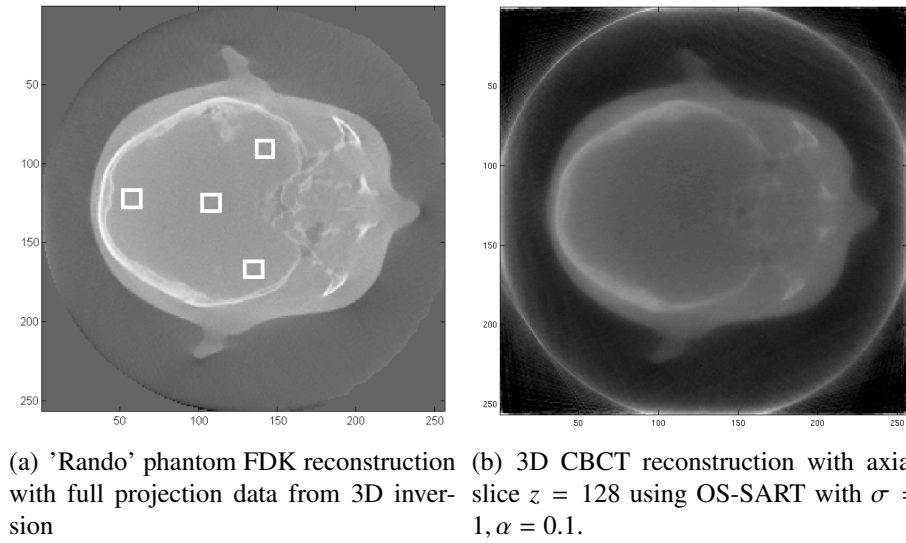 50
100
150
200
250
50 100 150 200 250
50
100
150
200
250
50 100 150 200 250
(a) ’Rando’ phantom FDK reconstruction
with full projection data from 3D inver-
sion
(b) 3D CBCT reconstruction with axia
slice z = 128 using OS-SART with σ =
1, α = 0.1.